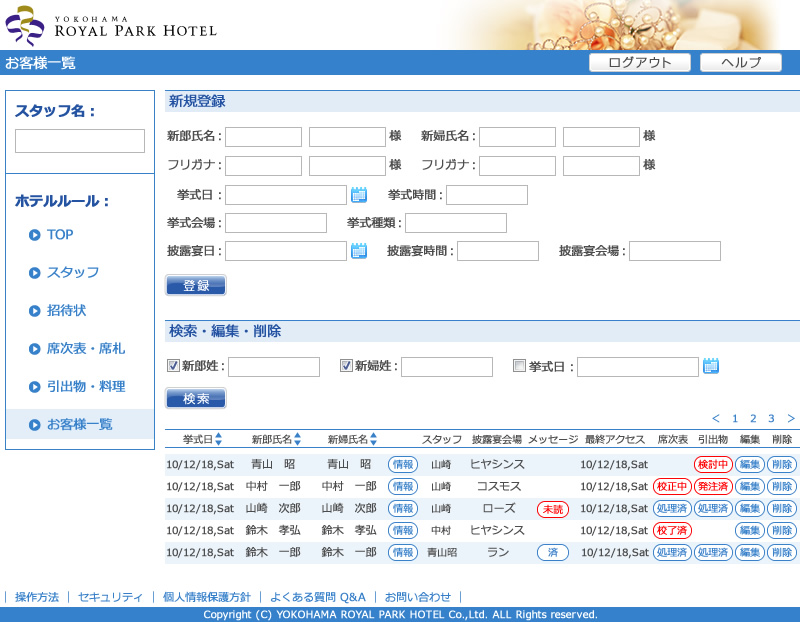 YOKOHAMA
ROYAL PARK HOTEL
お客様一覧 ログアウト ヘルプ
スタッフ名：
ホテルルール：
TOP
スタッフ
招待状
席次表・席札
引出物・料理
お客様一覧
新規登録
新郎氏名： 様 新婦氏名： 様
フリガナ： 様 フリガナ： 様
挙式日： 挙式時間：
挙式会場： 挙式種類：
披露宴日： 披露宴時間： 披露宴会場：
登録
検索・編集・削除
新郎姓： 新婦姓： 挙式日：
検索
< 1 2 3 >
挙式日 新郎氏名 新婦氏名 スタッフ 披露宴会場 メッセージ 最終アクセス 席次表 引出物 編集 削除
10/12/18,Sat 青山 昭 青山 昭 情報 山崎 ヒヤシンス 10/12/18,Sat 検討中 編集 削除
10/12/18,Sat 中村 一郎 中村 一郎 情報 山崎 コスモス 10/12/18,Sat 校正中 発注済 編集 削除
10/12/18,Sat 山崎 次郎 山崎 次郎 情報 山崎 ローズ 未読 10/12/18,Sat 処理済 処理済 編集 削除
10/12/18,Sat 鈴木 孝弘 鈴木 孝弘 情報 中村 ヒヤシンス 10/12/18,Sat 校了済 編集 削除
10/12/18,Sat 鈴木 一郎 鈴木 一郎 情報 青山昭 ラン 済 10/12/18,Sat 処理済 処理済 編集 削除
| 操作方法 | セキュリティ | 個人情報保護方針 | よくある質問 Q&A | お問い合わせ |
Copyright (C) YOKOHAMA ROYAL PARK HOTEL Co.,Ltd. ALL Rights reserved.